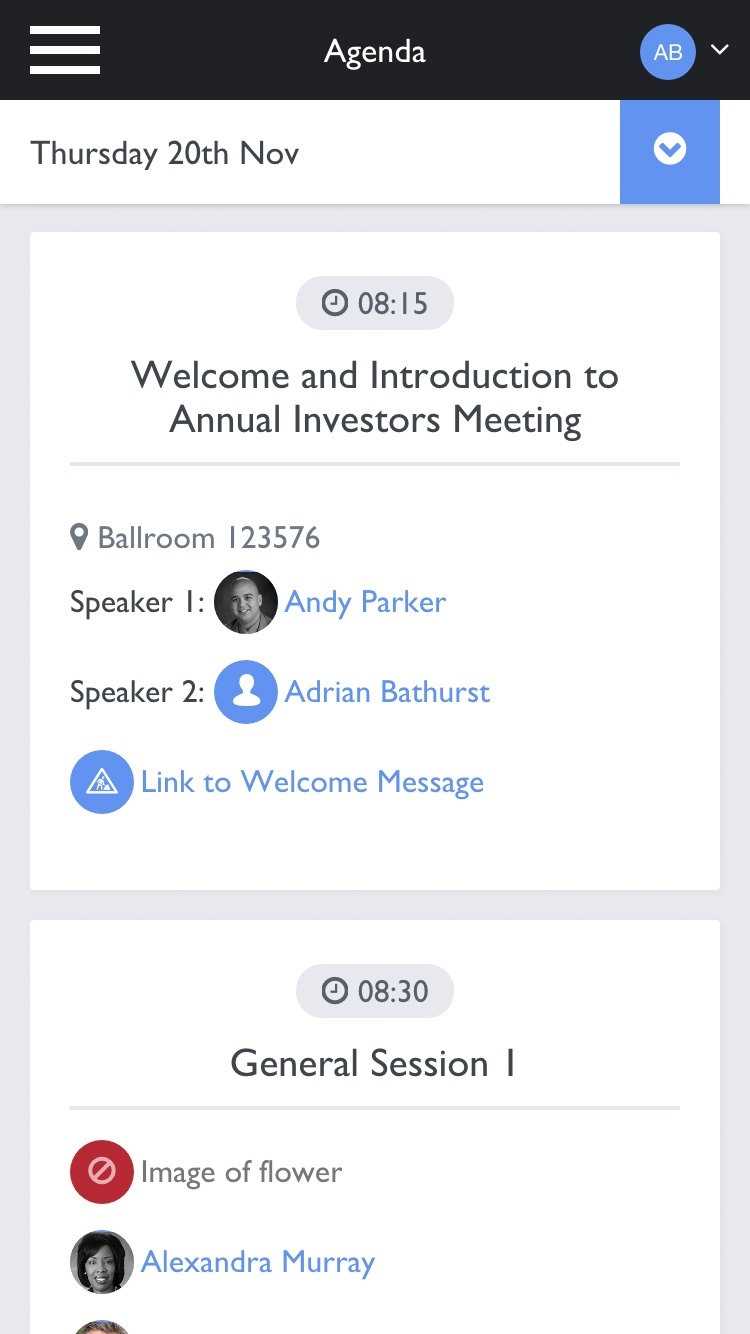 Agenda
AB
Thursday 20th Nov
08:15
Welcome and Introduction to
Annual Investors Meeting
Ballroom 123576
Speaker 1: Andy Parker
Speaker 2: Adrian Bathurst
Link to Welcome Message
08:30
General Session 1
Image of flower
Alexandra Murray